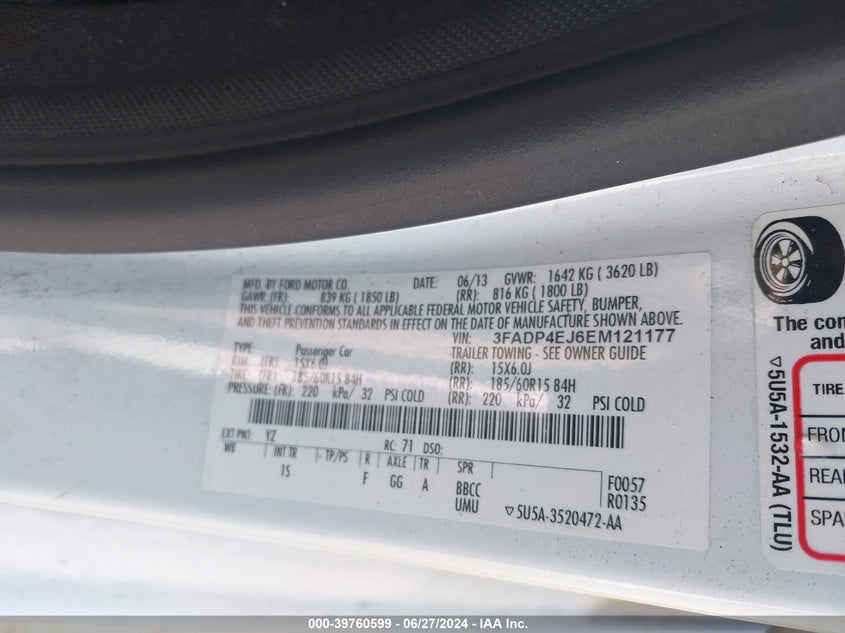 MFD. BY FORD MOTOR CO. DATE: 06/13 GVWR: 1642 KG ( 3620 LB)
GAWR: (FR): 839 KG ( 1850 LB) (RR): 816 KG ( 1800 LB)
THIS VEHICLE CONFORMS TO ALL APPLICABLE FEDERAL MOTOR VEHICLE SAFETY, BUMPER,
AND THEFT PREVENTION STANDARDS IN EFFECT ON THE DATE OF MANUFACTURE SHOWN ABOVE.
VIN: 3FADP4EJ6EM121177
TYPE: Passenger Car TRAILER TOWING - SEE OWNER GUIDE
RIM: (FR) 15X6.0J (RR): 15X6.0J
TIRE: (FR) 185/60R15 84H (RR): 185/60R15 84H
PRESSURE: (FR): 220 kPa/ 32 PSI COLD (RR): 220 kPa/ 32 PSI COLD
EXT PNT: YZ RC: 71 DSO:
WB INT TR TP/PS R AXLE TR SPR
IS F GG A BBCC F0057
UMU R0135
▽5U5A-3520472-AA
The com
and
TIRE
FRON
REAR
SPA
▽5U5A-1532-AA (TLU)
000-39760599 - 06/27/2024 - IAA Inc.